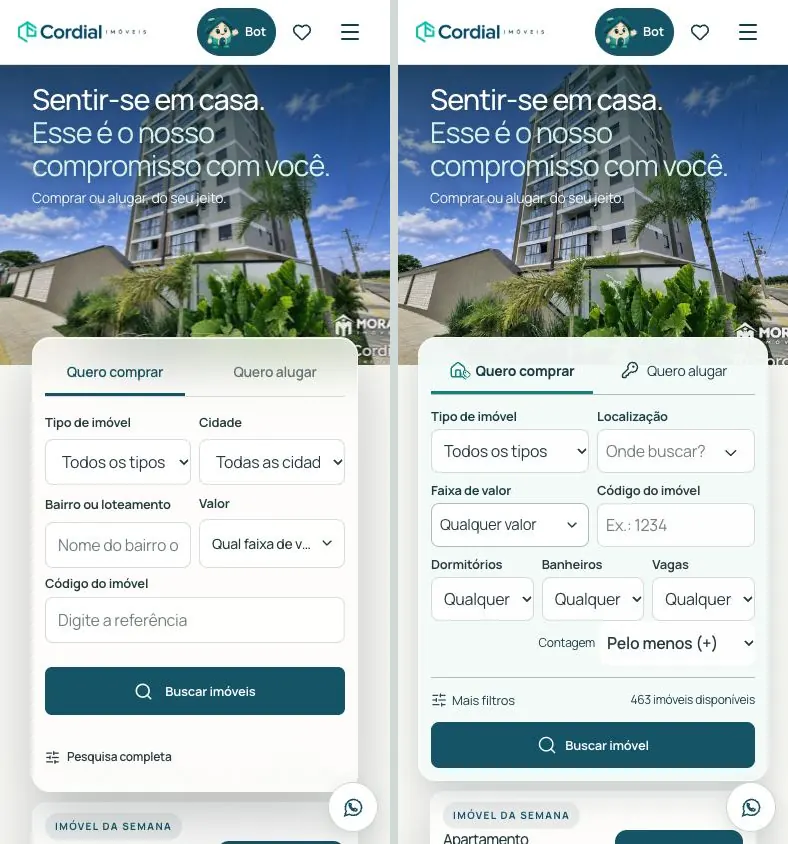 Cordial IMÓVEIS
Bot
Sentir-se em casa.
Esse é o nosso
compromisso com você.
Comprar ou alugar, do seu jeito.
MORA
Cordi
Quero comprar
Quero alugar
Tipo de imóvel
Cidade
Todos os tipos
Todas as cidad
Bairro ou loteamento
Valor
Nome do bairro o
Qual faixa de v...
Código do imóvel
Digite a referência
Buscar imóveis
Pesquisa completa
IMÓVEL DA SEMANA
Cordial IMÓVEIS
Bot
Sentir-se em casa.
Esse é o nosso
compromisso com você.
Comprar ou alugar, do seu jeito.
MOR
Quero comprar
Quero alugar
Tipo de imóvel
Localização
Todos os tipos
Onde buscar?
Faixa de valor
Código do imóvel
Qualquer valor
Ex.: 1234
Dormitórios
Banheiros
Vagas
Qualquer
Qualquer
Qualquer
Contagem
Pelo menos (+)
Mais filtros
463 imóveis disponíveis
Buscar imóvel
IMÓVEL DA SEMANA
Apartamento